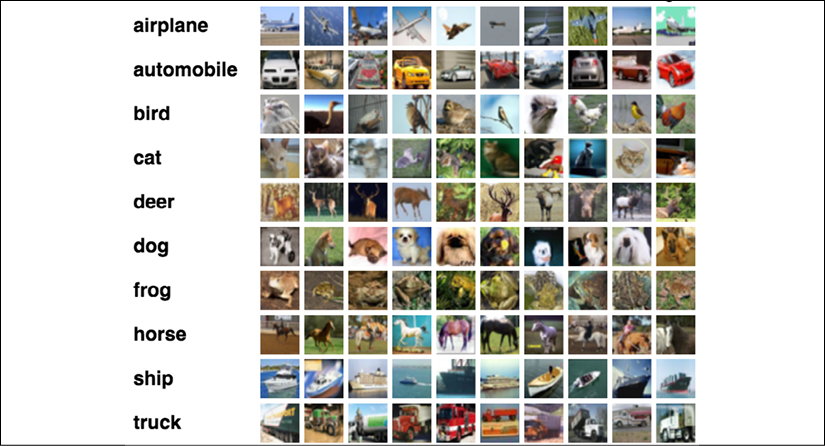 airplane
automobile
bird
cat
deer
dog
frog
horse
ship
truck